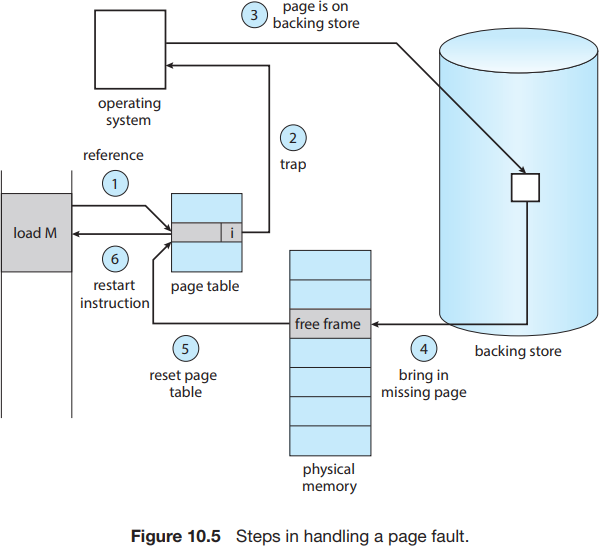 3
page is on
backing store
operating
system
2
trap
reference
1
load M
i
6
restart
instruction
page table
free frame
5
reset page
table
4
bring in
missing page
backing store
physical
memory
Figure 10.5 Steps in handling a page fault.